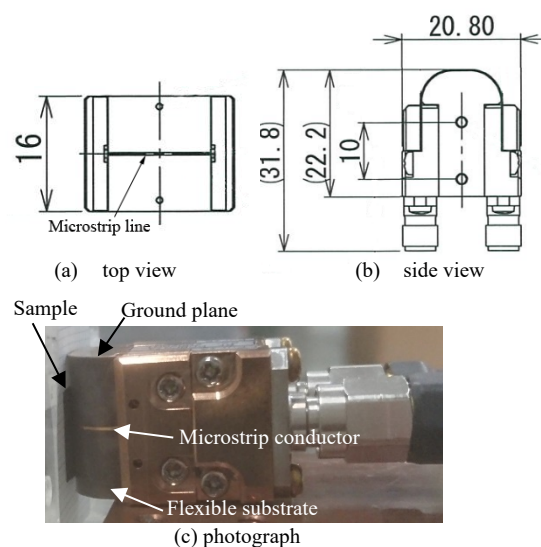 20.80
16
(31.8)
(22.2)
10
Microstrip line
(a) top view
(b) side view
Sample
Ground plane
Microstrip conductor
Flexible substrate
(c) photograph